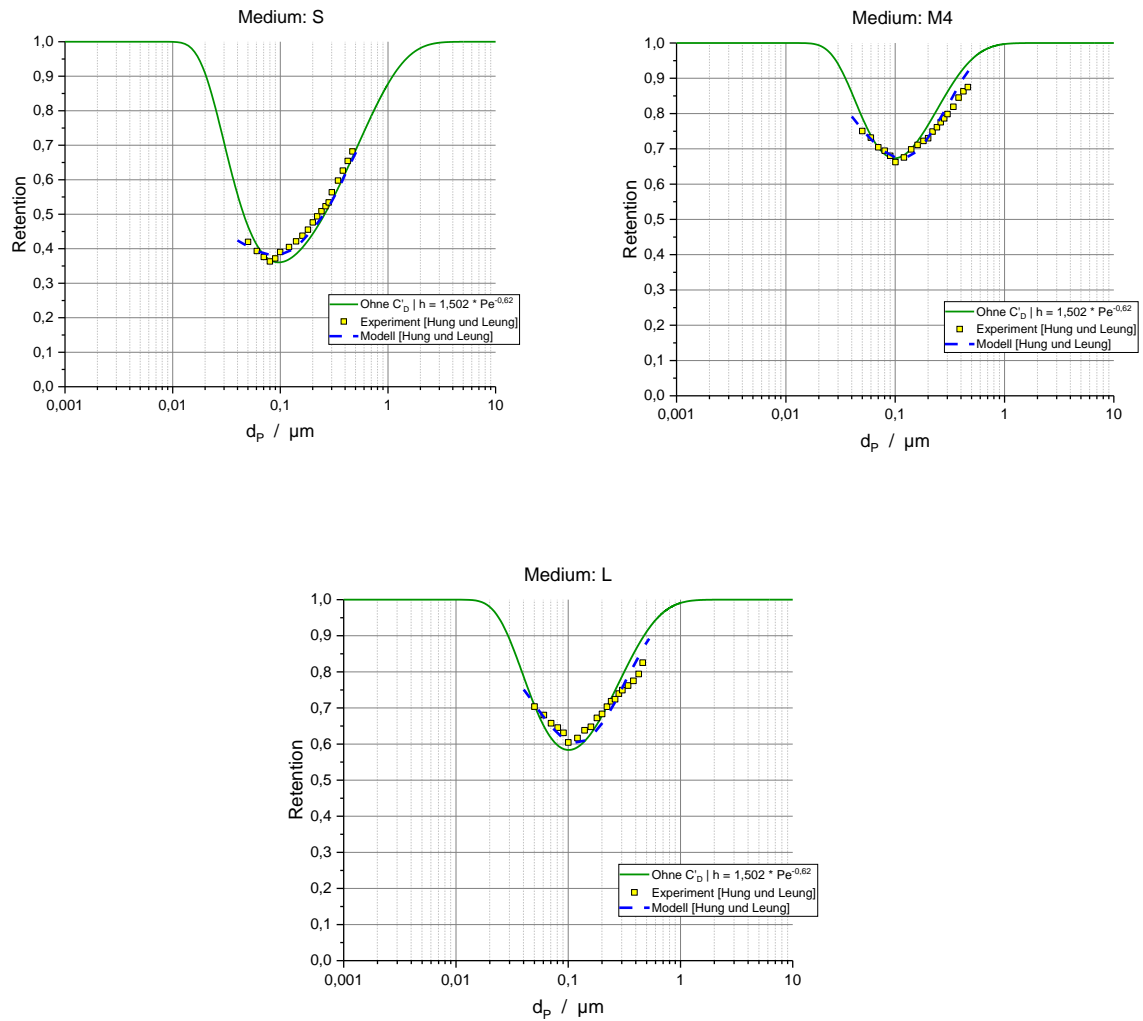 Medium: S
1,0
0,9
0,8
0,7
0,6
0,5
0,4
0,3
0,2
0,1
0,0
Retention
0,001 0,01 0,1 1 10
d_P / µm
Ohne C'_D | h = 1,502 * Pe^-0,62
Experiment [Hung und Leung]
Modell [Hung und Leung]
Medium: M4
1,0
0,9
0,8
0,7
0,6
0,5
0,4
0,3
0,2
0,1
0,0
Retention
0,001 0,01 0,1 1 10
d_P / µm
Ohne C'_D | h = 1,502 * Pe^-0,62
Experiment [Hung und Leung]
Modell [Hung und Leung]
Medium: L
1,0
0,9
0,8
0,7
0,6
0,5
0,4
0,3
0,2
0,1
0,0
Retention
0,001 0,01 0,1 1 10
d_P / µm
Ohne C'_D | h = 1,502 * Pe^-0,62
Experiment [Hung und Leung]
Modell [Hung und Leung]